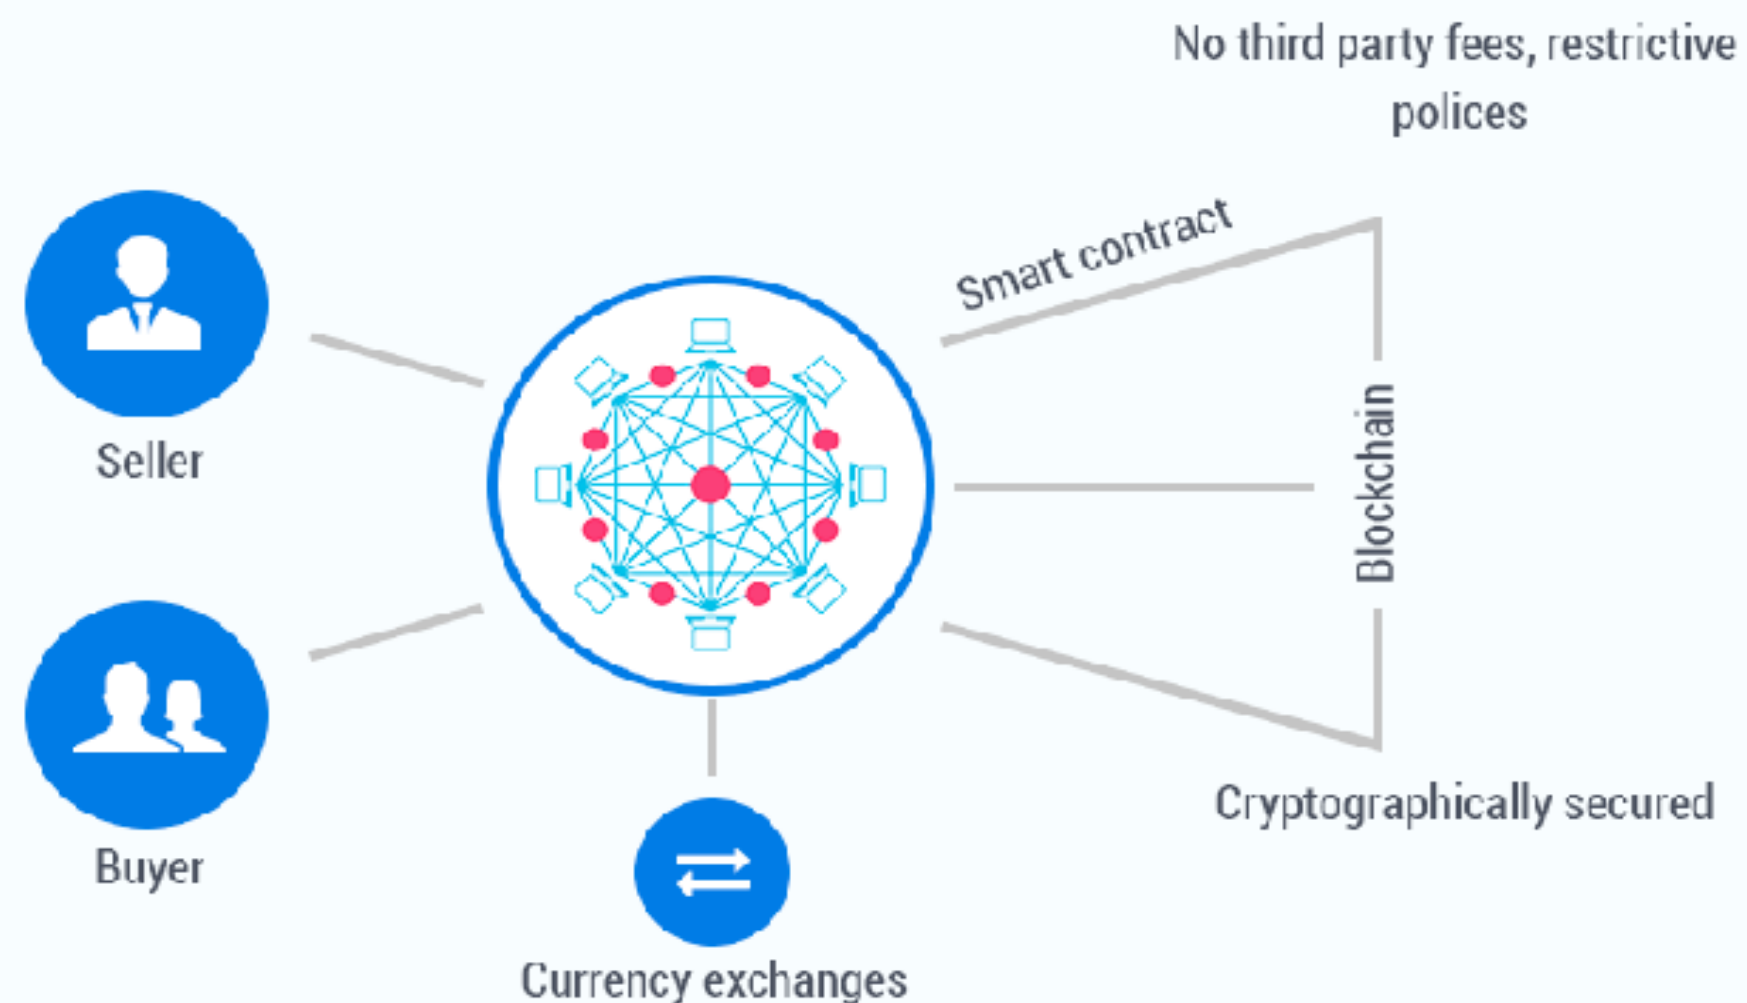 No third party fees, restrictive
polices
Smart contract
Seller
Blockchain
Buyer
Cryptographically secured
Currency exchanges